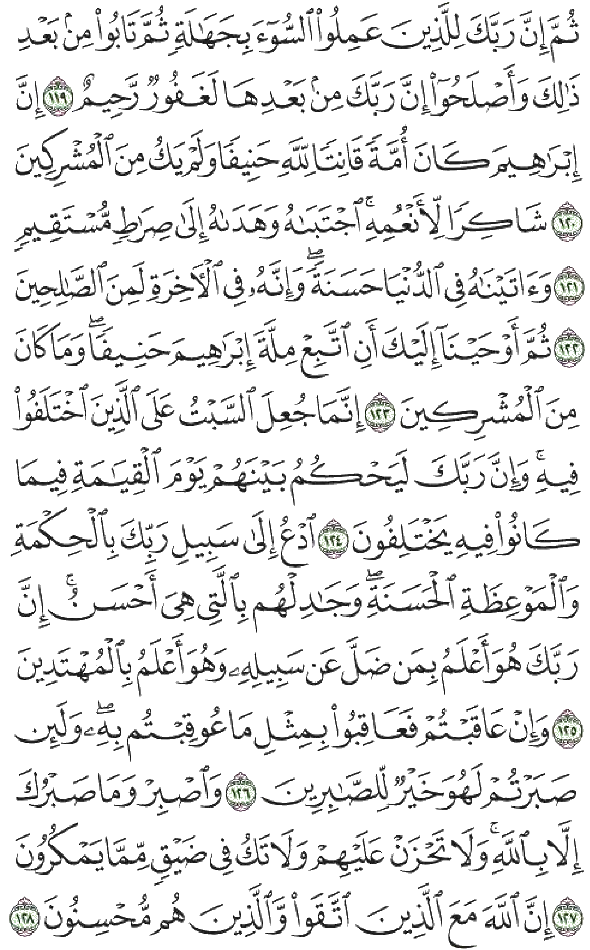 ثُمَّ إِنَّ رَبَّكَ لِلَّذِينَ عَمِلُوا۟ ٱلسُّوٓءَ بِجَهَـٰلَةٍ ثُمَّ تَابُوا۟ مِنۢ بَعْدِ
ذَٰلِكَ وَأَصْلَحُوٓا۟ إِنَّ رَبَّكَ مِنۢ بَعْدِهَا لَغَفُورٌ رَّحِيمٌ ١١٩ إِنَّ
إِبْرَٰهِيمَ كَانَ أُمَّةً قَانِتًا لِّلَّهِ حَنِيفًا وَلَمْ يَكُ مِنَ ٱلْمُشْرِكِينَ
١٢٠ شَاكِرًا لِّأَنْعُمِهِ ۚ ٱجْتَبَىٰهُ وَهَدَىٰهُ إِلَىٰ صِرَٰطٍ مُّسْتَقِيمٍ
١٢١ وَءَاتَيْنَـٰهُ فِى ٱلدُّنْيَا حَسَنَةً ۖ وَإِنَّهُۥ فِى ٱلْـَٔاخِرَةِ لَمِنَ ٱلصَّـٰلِحِينَ
١٢٢ ثُمَّ أَوْحَيْنَآ إِلَيْكَ أَنِ ٱتَّبِعْ مِلَّةَ إِبْرَٰهِيمَ حَنِيفًا ۖ وَمَا كَانَ
مِنَ ٱلْمُشْرِكِينَ ١٢٣ إِنَّمَا جُعِلَ ٱلسَّبْتُ عَلَى ٱلَّذِينَ ٱخْتَلَفُوا۟
فِيهِ ۚ وَإِنَّ رَبَّكَ لَيَحْكُمُ بَيْنَهُمْ يَوْمَ ٱلْقِيَـٰمَةِ فِيمَا
كَانُوا۟ فِيهِ يَخْتَلِفُونَ ١٢٤ ٱدْعُ إِلَىٰ سَبِيلِ رَبِّكَ بِٱلْحِكْمَةِ
وَٱلْمَوْعِظَةِ ٱلْحَسَنَةِ ۖ وَجَـٰدِلْهُم بِٱلَّتِى هِىَ أَحْسَنُ ۚ إِنَّ
رَبَّكَ هُوَ أَعْلَمُ بِمَن ضَلَّ عَن سَبِيلِهِۦ وَهُوَ أَعْلَمُ بِٱلْمُهْتَدِينَ
١٢٥ وَإِنْ عَاقَبْتُمْ فَعَاقِبُوا۟ بِمِثْلِ مَا عُوقِبْتُم بِهِۦ ۖ وَلَئِن
صَبَرْتُمْ لَهُوَ خَيْرٌ لِّلصَّـٰبِرِينَ ١٢٦ وَٱصْبِرْ وَمَا صَبْرُكَ
إِلَّا بِٱللَّهِ ۚ وَلَا تَحْزَنْ عَلَيْهِمْ وَلَا تَكُ فِى ضَيْقٍ مِّمَّا يَمْكُرُونَ
١٢٧ إِنَّ ٱللَّهَ مَعَ ٱلَّذِينَ ٱتَّقَوا۟ وَّٱلَّذِينَ هُم مُّحْسِنُونَ ١٢٨